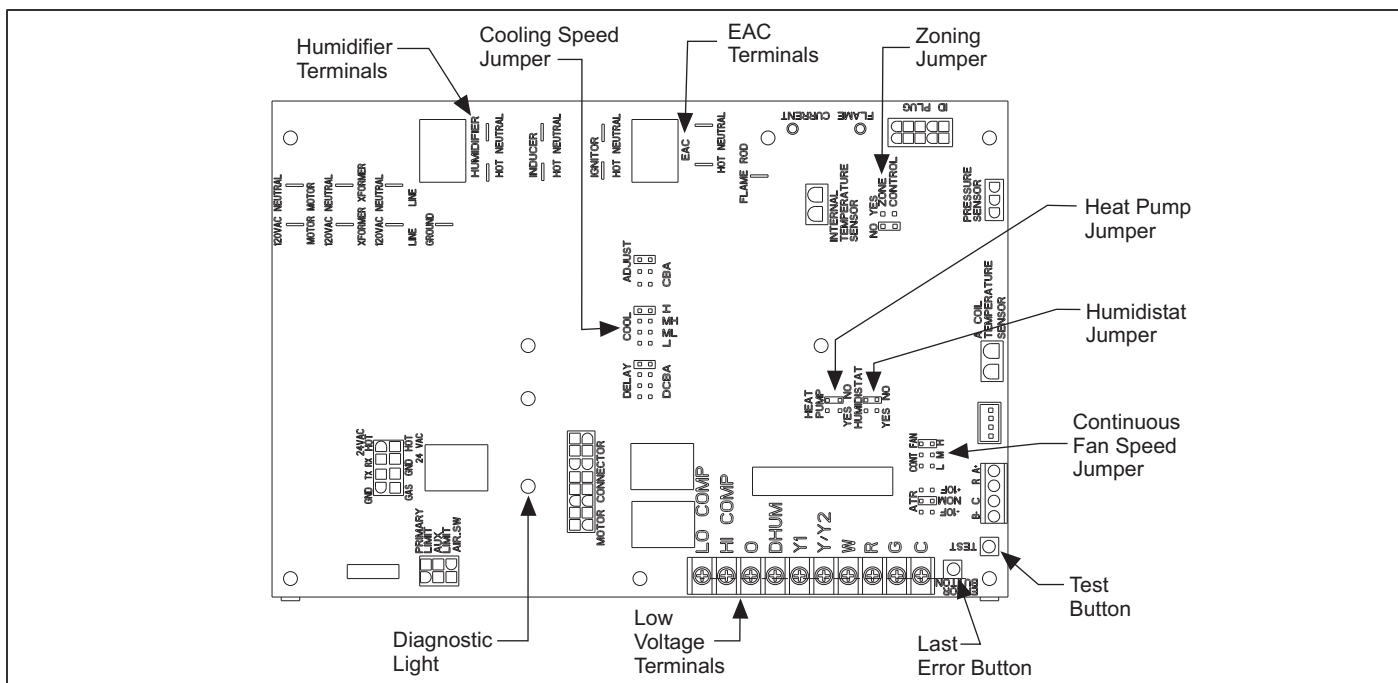 Humidifier
Terminals
Cooling Speed
Jumper
EAC
Terminals
Zoning
Jumper
Heat Pump
Jumper
Humidistat
Jumper
Continuous
Fan Speed
Jumper
Test
Button
Last
Error Button
Low
Voltage
Terminals
Diagnostic
Light
HUMIDIFIER
HOT NEUTRAL
INDUCER
HOT NEUTRAL
IGNITOR
HOT NEUTRAL
EAC
HOT NEUTRAL
FLAME ROD
FLAME CURRENT
ID PLUG
120VAC NEUTRAL
MOTOR MOTOR
120VAC NEUTRAL
XFORMER XFORMER
120VAC NEUTRAL
LINE LINE
GROUND
INTERNAL
TEMPERATURE
SENSOR
NO YES
ZONE
CONTROL
PRESSURE
SENSOR
ADJUST
CBA
COOL
L ML MH H
DELAY
DCBA
A COIL
TEMPERATURE
SENSOR
HEAT
PUMP
YES NO
HUMIDISTAT
YES NO
CONT FAN
L M H
ATR
+10F
NOM
-10F
B- C R A+
24VAC
HOT
GND TX RX
GAS GND HOT
24 VAC
MOTOR CONNECTOR
PRIMARY
LIMIT
AUX
LIMIT
AIR.SW
LO COMP
HI COMP
O
DHUM
Y1
Y/Y2
W
R
G
C
TEST
BUTTON